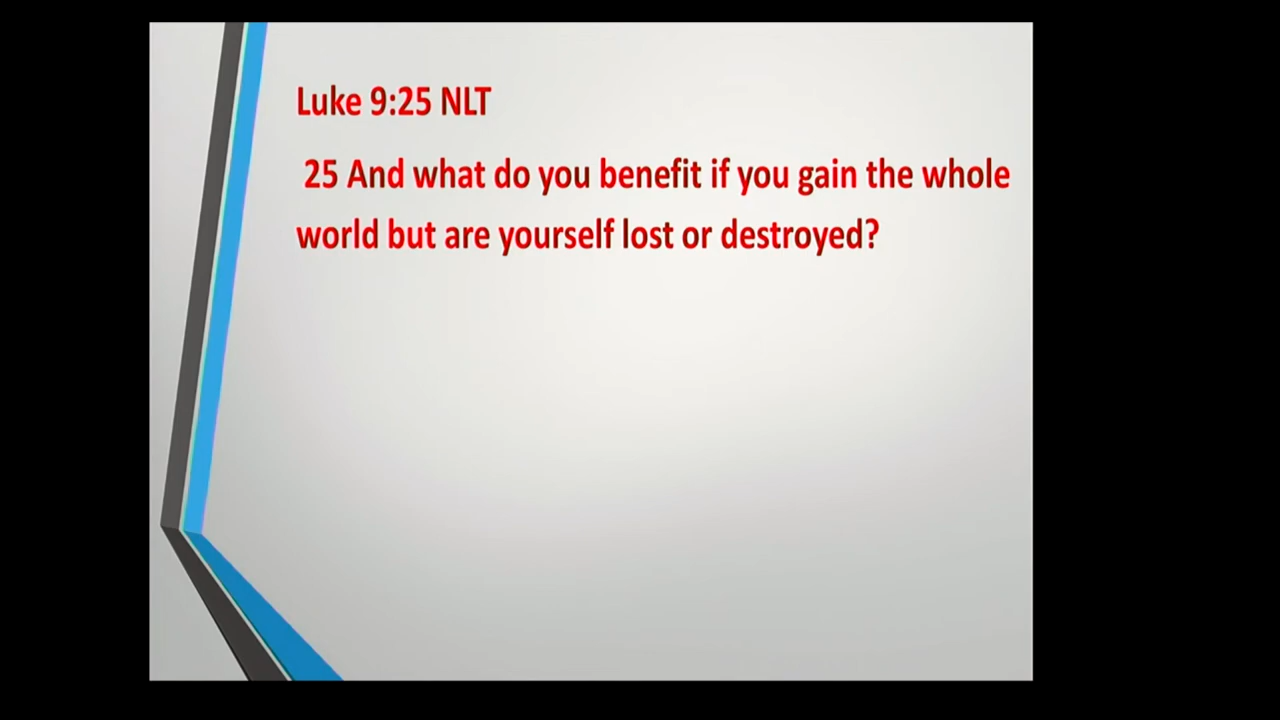 Luke 9:25 NLT
25 And what do you benefit if you gain the whole
world but are yourself lost or destroyed?